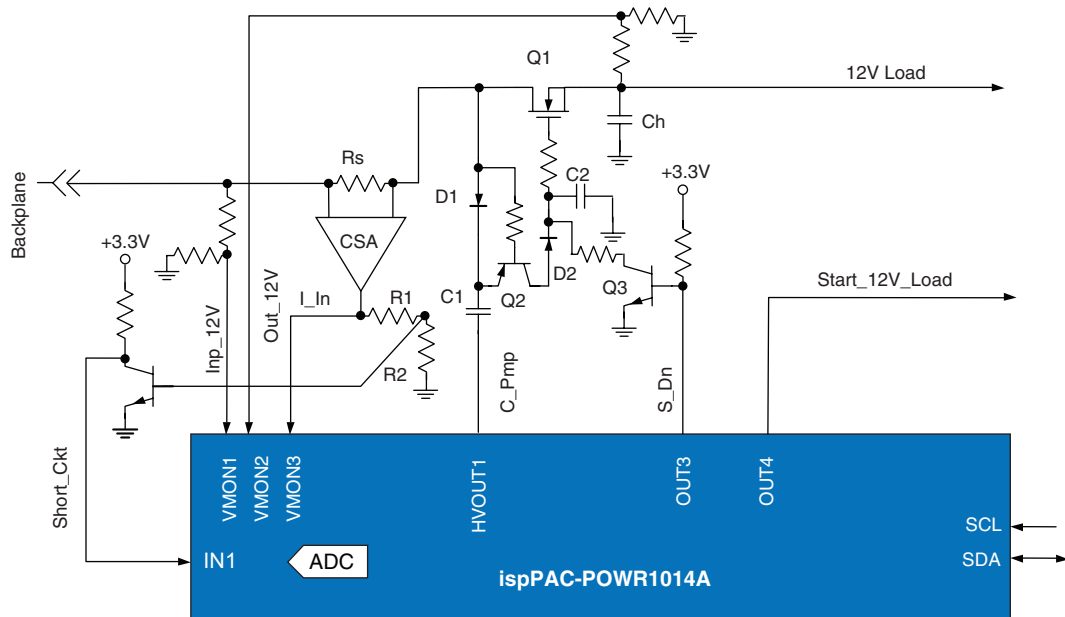 Q1
12V Load
Ch
Rs
+3.3V
C2
D1
Backplane
CSA
+3.3V
D2
Q3
Start_12V_Load
Out_12V
I_In
R1
C1
Q2
Inp_12V
R2
C_Pmp
S_Dn
Short_Ckt
VMON1
VMON2
VMON3
HVOUT1
OUT3
OUT4
SCL
IN1
ADC
SDA
ispPAC-POWR1014A